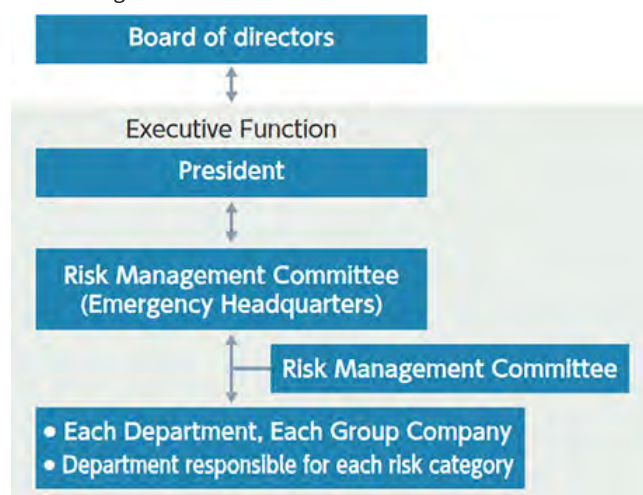 Board of directors
Executive Function
President
Risk Management Committee
(Emergency Headquarters)
Risk Management Committee
• Each Department, Each Group Company
• Department responsible for each risk category